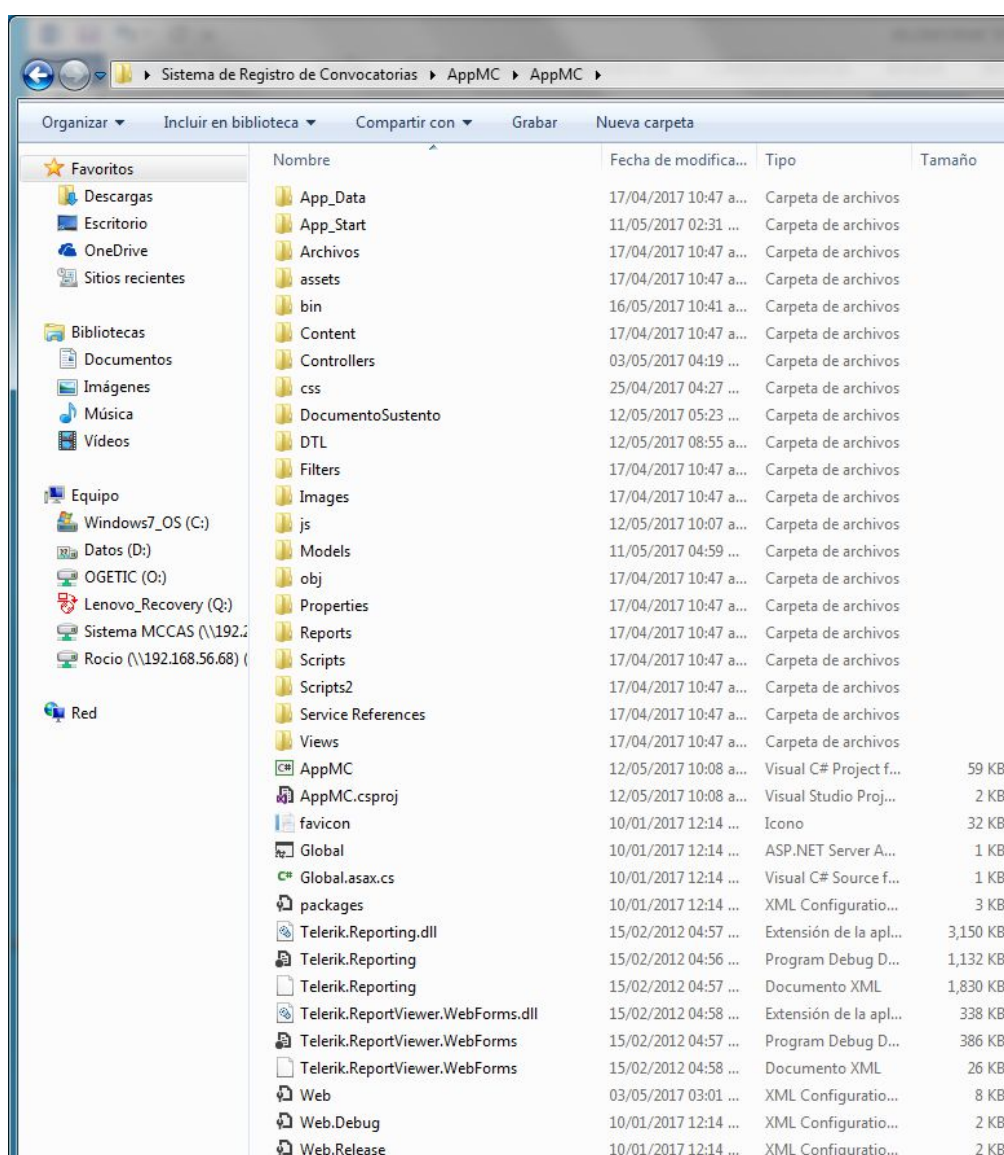 Sistema de Registro de Convocatorias ▸ AppMC ▸ AppMC ▸
Organizar Incluir en biblioteca Compartir con Grabar Nueva carpeta
Nombre Fecha de modifica... Tipo Tamaño
Favoritos
Descargas
Escritorio
OneDrive
Sitios recientes
Bibliotecas
Documentos
Imágenes
Música
Vídeos
Equipo
Windows7_OS (C:)
Datos (D:)
OGETIC (O:)
Lenovo_Recovery (Q:)
Sistema MCCAS (\\192.2
Rocio (\\192.168.56.68) (
Red
App_Data 17/04/2017 10:47 a... Carpeta de archivos
App_Start 11/05/2017 02:31 ... Carpeta de archivos
Archivos 17/04/2017 10:47 a... Carpeta de archivos
assets 17/04/2017 10:47 a... Carpeta de archivos
bin 16/05/2017 10:41 a... Carpeta de archivos
Content 17/04/2017 10:47 a... Carpeta de archivos
Controllers 03/05/2017 04:19 ... Carpeta de archivos
css 25/04/2017 04:27 ... Carpeta de archivos
DocumentoSustento 12/05/2017 05:23 ... Carpeta de archivos
DTL 12/05/2017 08:55 a... Carpeta de archivos
Filters 17/04/2017 10:47 a... Carpeta de archivos
Images 17/04/2017 10:47 a... Carpeta de archivos
js 12/05/2017 10:07 a... Carpeta de archivos
Models 11/05/2017 04:59 ... Carpeta de archivos
obj 17/04/2017 10:47 a... Carpeta de archivos
Properties 17/04/2017 10:47 a... Carpeta de archivos
Reports 17/04/2017 10:47 a... Carpeta de archivos
Scripts 17/04/2017 10:47 a... Carpeta de archivos
Scripts2 17/04/2017 10:47 a... Carpeta de archivos
Service References 17/04/2017 10:47 a... Carpeta de archivos
Views 17/04/2017 10:47 a... Carpeta de archivos
AppMC 12/05/2017 10:08 a... Visual C# Project f... 59 KB
AppMC.csproj 12/05/2017 10:08 a... Visual Studio Proj... 2 KB
favicon 10/01/2017 12:14 ... Icono 32 KB
Global 10/01/2017 12:14 ... ASP.NET Server A... 1 KB
Global.asax.cs 10/01/2017 12:14 ... Visual C# Source f... 1 KB
packages 10/01/2017 12:14 ... XML Configuratio... 3 KB
Telerik.Reporting.dll 15/02/2012 04:57 ... Extensión de la apl... 3,150 KB
Telerik.Reporting 15/02/2012 04:56 ... Program Debug D... 1,132 KB
Telerik.Reporting 15/02/2012 04:57 ... Documento XML 1,830 KB
Telerik.ReportViewer.WebForms.dll 15/02/2012 04:58 ... Extensión de la apl... 338 KB
Telerik.ReportViewer.WebForms 15/02/2012 04:57 ... Program Debug D... 386 KB
Telerik.ReportViewer.WebForms 15/02/2012 04:58 ... Documento XML 26 KB
Web 03/05/2017 03:01 ... XML Configuratio... 8 KB
Web.Debug 10/01/2017 12:14 ... XML Configuratio... 2 KB
Web.Release 10/01/2017 12:14 ... XML Configuratio... 2 KB